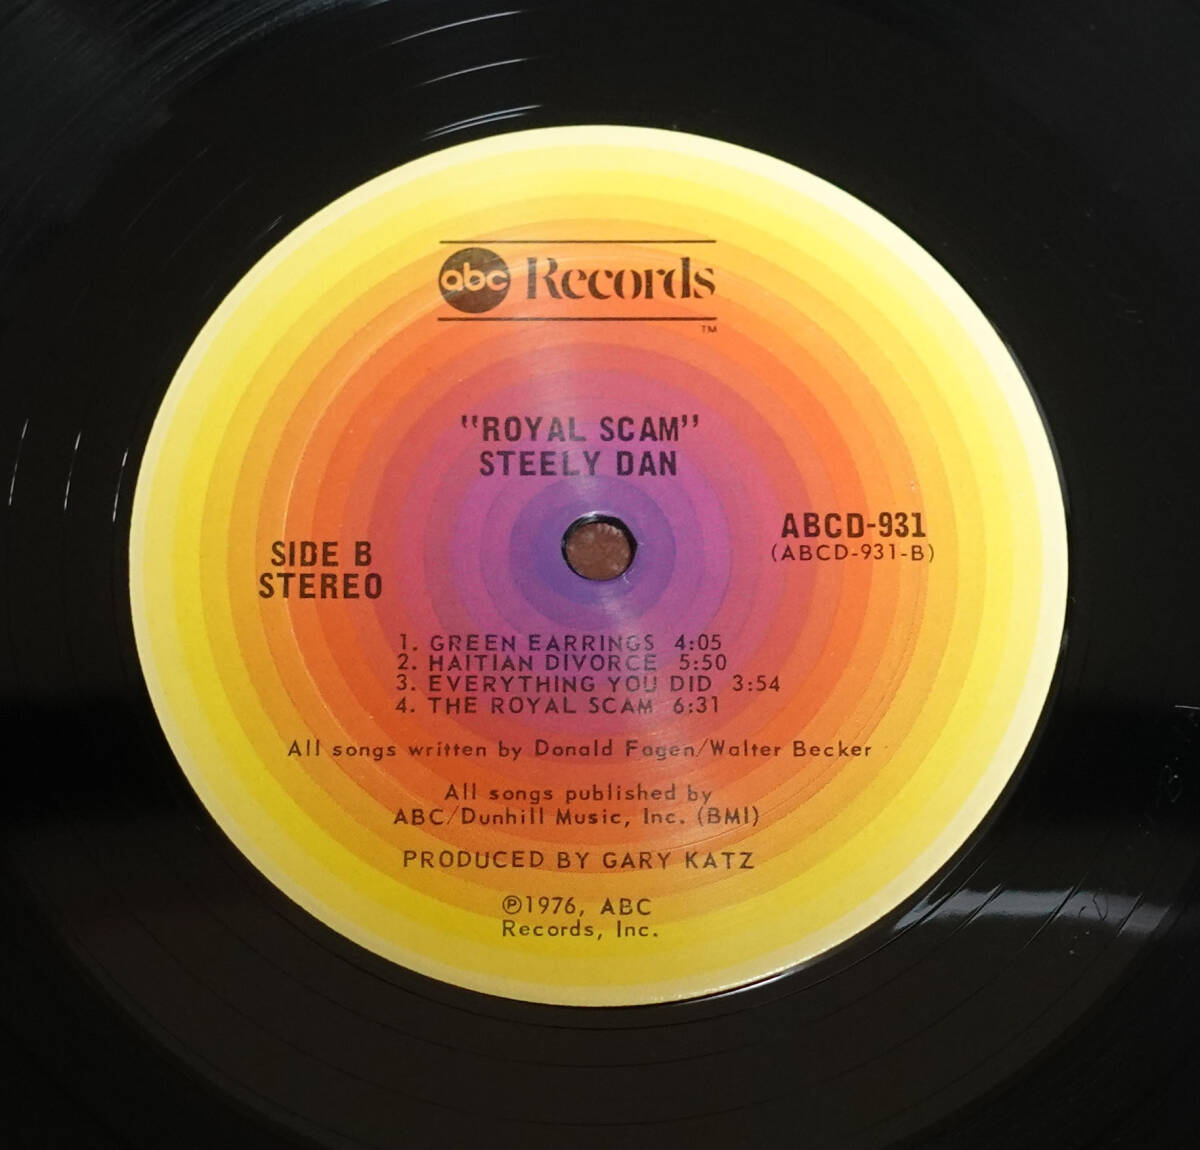 abc Records
TM
"ROYAL SCAM"
STEELY DAN
ABCD-931
(ABCD-931-B)
SIDE B
STEREO
1. GREEN EARRINGS 4:05
2. HAITIAN DIVORCE 5:50
3. EVERYTHING YOU DID 3:54
4. THE ROYAL SCAM 6:31
All songs written by Donald Fagen/Walter Becker
All songs published by
ABC/Dunhill Music, Inc. (BMI)
PRODUCED BY GARY KATZ
℗1976, ABC
Records, Inc.